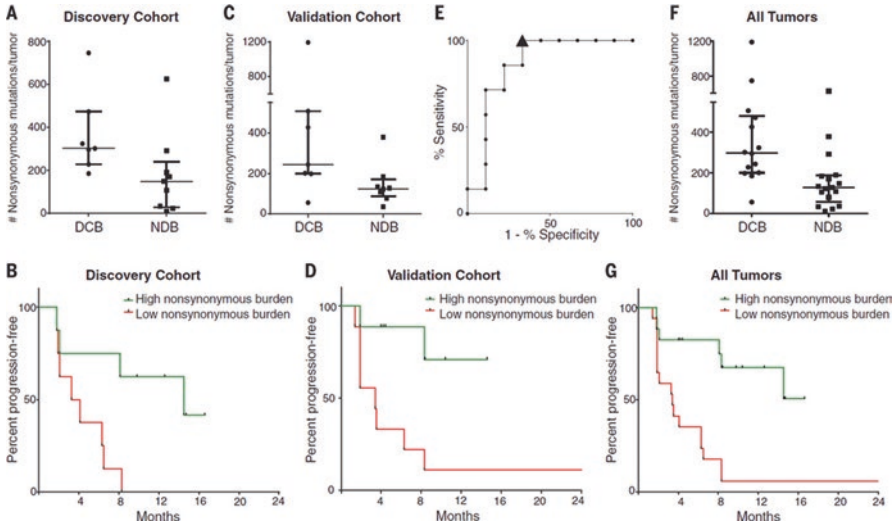 A
Discovery Cohort
# Nonsynonymous mutations/tumor
800
600
400
200
0
DCB
NDB
C
Validation Cohort
# Nonsynonymous mutations/tumor
1200
600
400
200
0
DCB
NDB
E
% Sensitivity
100
50
0
50
100
1 - % Specificity
F
All Tumors
# Nonsynonymous mutations/tumor
1200
600
400
200
0
DCB
NDB
B
Discovery Cohort
High nonsynonymous burden
Low nonsynonymous burden
Percent progression-free
100
50
0
4
8
12
16
20
24
Months
D
Validation Cohort
High nonsynonymous burden
Low nonsynonymous burden
Percent progression-free
100
50
0
4
8
12
16
20
24
Months
G
All Tumors
High nonsynonymous burden
Low nonsynonymous burden
Percent progression-free
100
50
0
4
8
12
16
20
24
Months